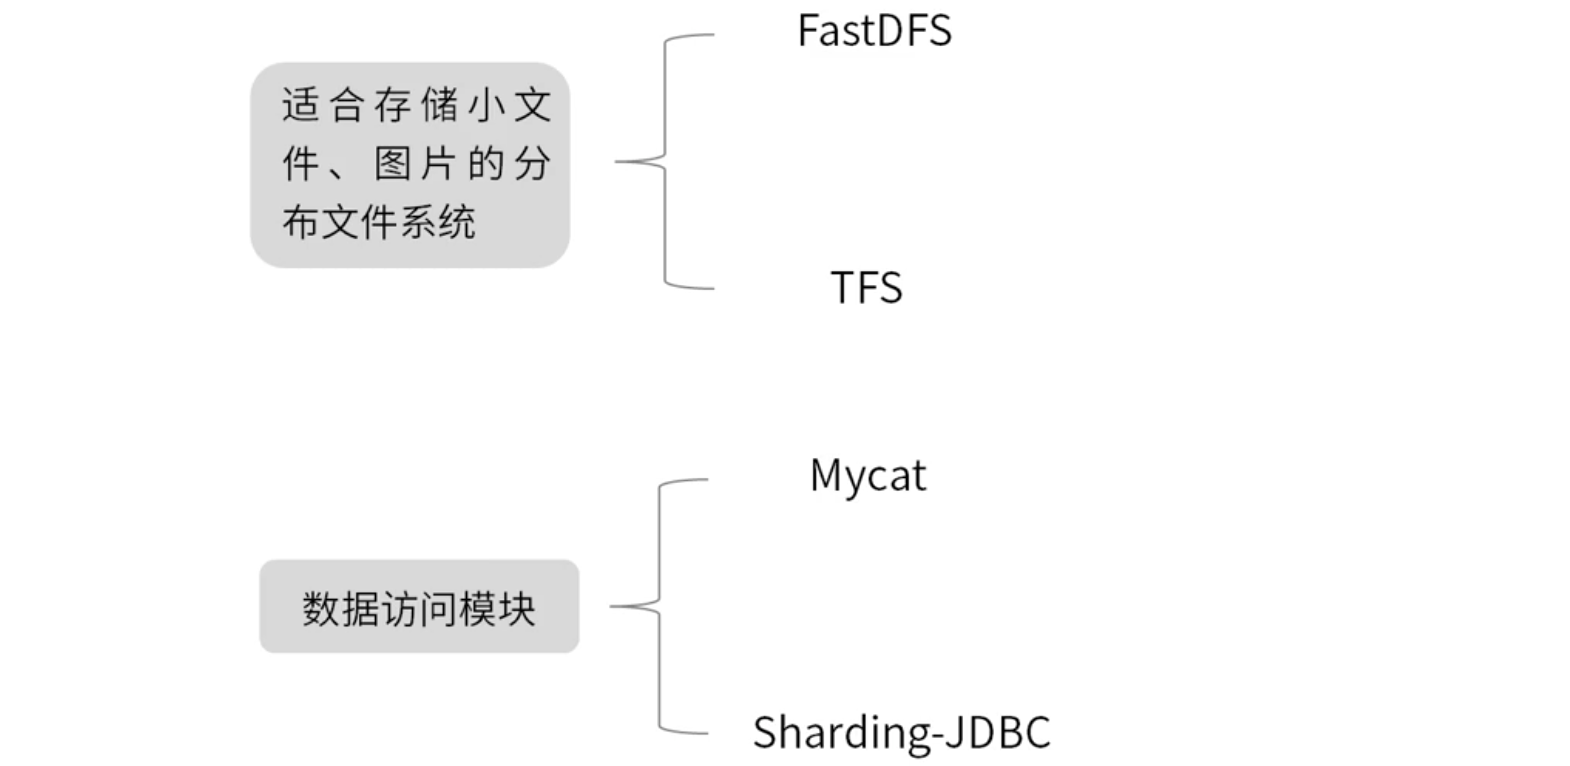 FastDFS
适合存储小文
件、图片的分
布文件系统
TFS
Mycat
数据访问模块
Sharding-JDBC